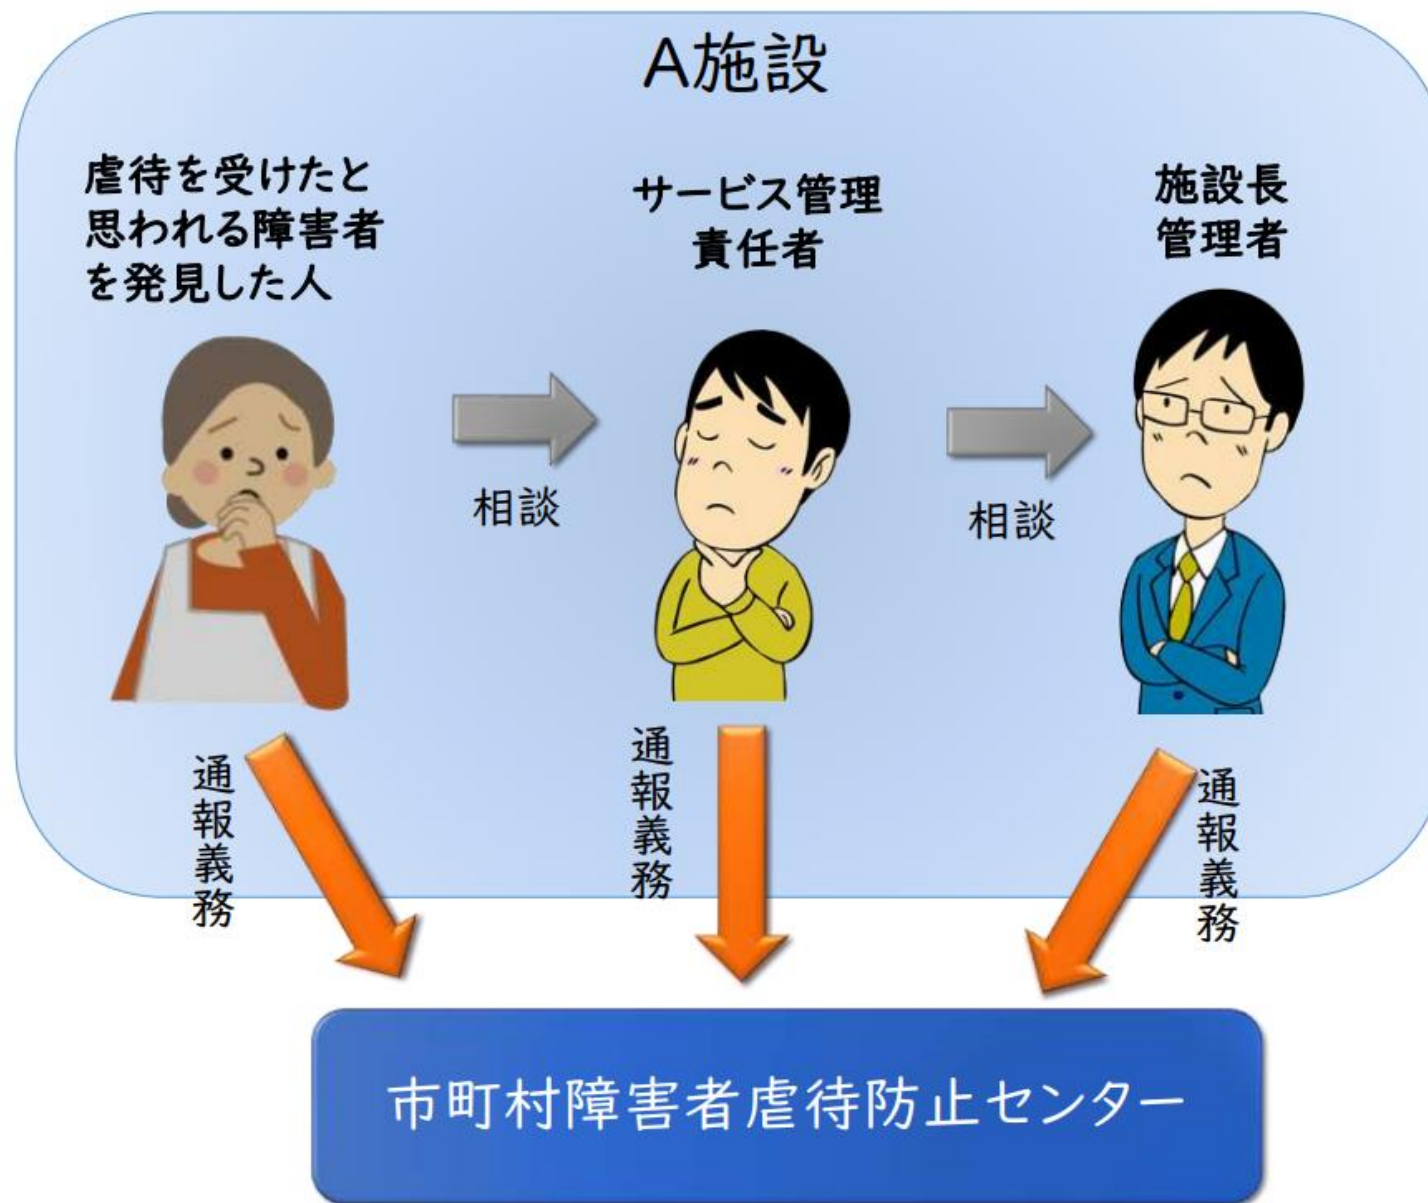 A施設
虐待を受けたと
思われる障害者
を発見した人
サービス管理
責任者
施設長
管理者
相談
相談
通報義務
通報義務
通報義務
市町村障害者虐待防止センター